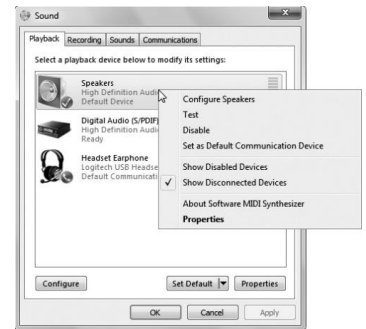 Sound
Playback Recording Sounds Communications
Select a playback device below to modify its settings:
Speakers
High Definition Audio
Default Device
Digital Audio (S/PDIF)
High Definition Audi
Ready
Headset Earphone
Logitech USB Headse
Default Communicati
Configure Speakers
Test
Disable
Set as Default Communication Device
Show Disabled Devices
Show Disconnected Devices
About Software MIDI Synthesizer
Properties
Configure Set Default Properties
OK Cancel Apply